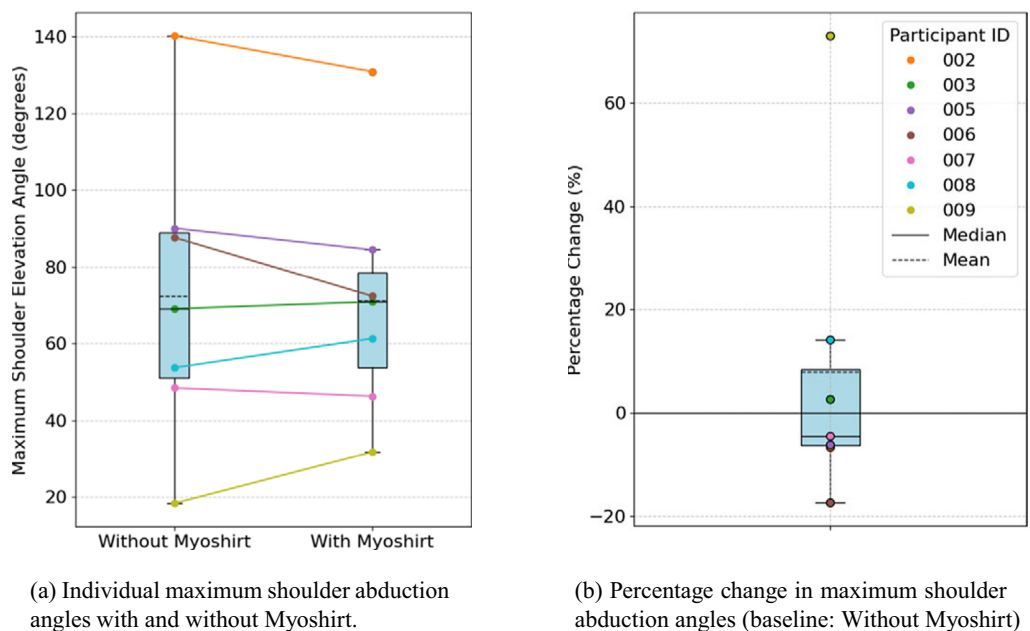 Maximum Shoulder Elevation Angle (degrees)
140
120
100
80
60
40
20
Without Myoshirt
With Myoshirt
(a) Individual maximum shoulder abduction
angles with and without Myoshirt.
Percentage Change (%)
60
40
20
0
−20
Participant ID
002
003
005
006
007
008
009
Median
Mean
(b) Percentage change in maximum shoulder
abduction angles (baseline: Without Myoshirt)